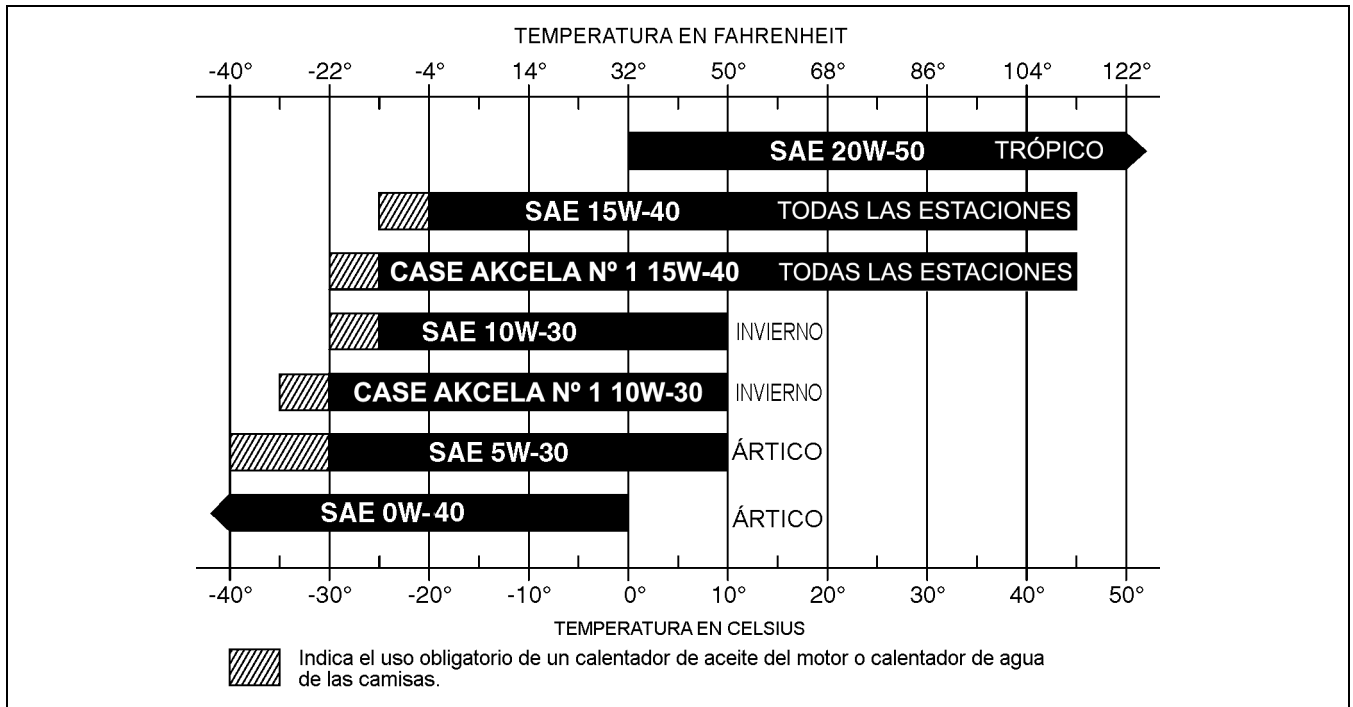 TEMPERATURA EN FAHRENHEIT
-40° -22° -4° 14° 32° 50° 68° 86° 104° 122°
SAE 20W-50 TRÓPICO
SAE 15W-40 TODAS LAS ESTACIONES
CASE AKCELA Nº 1 15W-40 TODAS LAS ESTACIONES
SAE 10W-30 INVIERNO
CASE AKCELA Nº 1 10W-30 INVIERNO
SAE 5W-30 ÁRTICO
SAE 0W-40 ÁRTICO
-40° -30° -20° -10° 0° 10° 20° 30° 40° 50°
TEMPERATURA EN CELSIUS
Indica el uso obligatorio de un calentador de aceite del motor o calentador de agua
de las camisas.